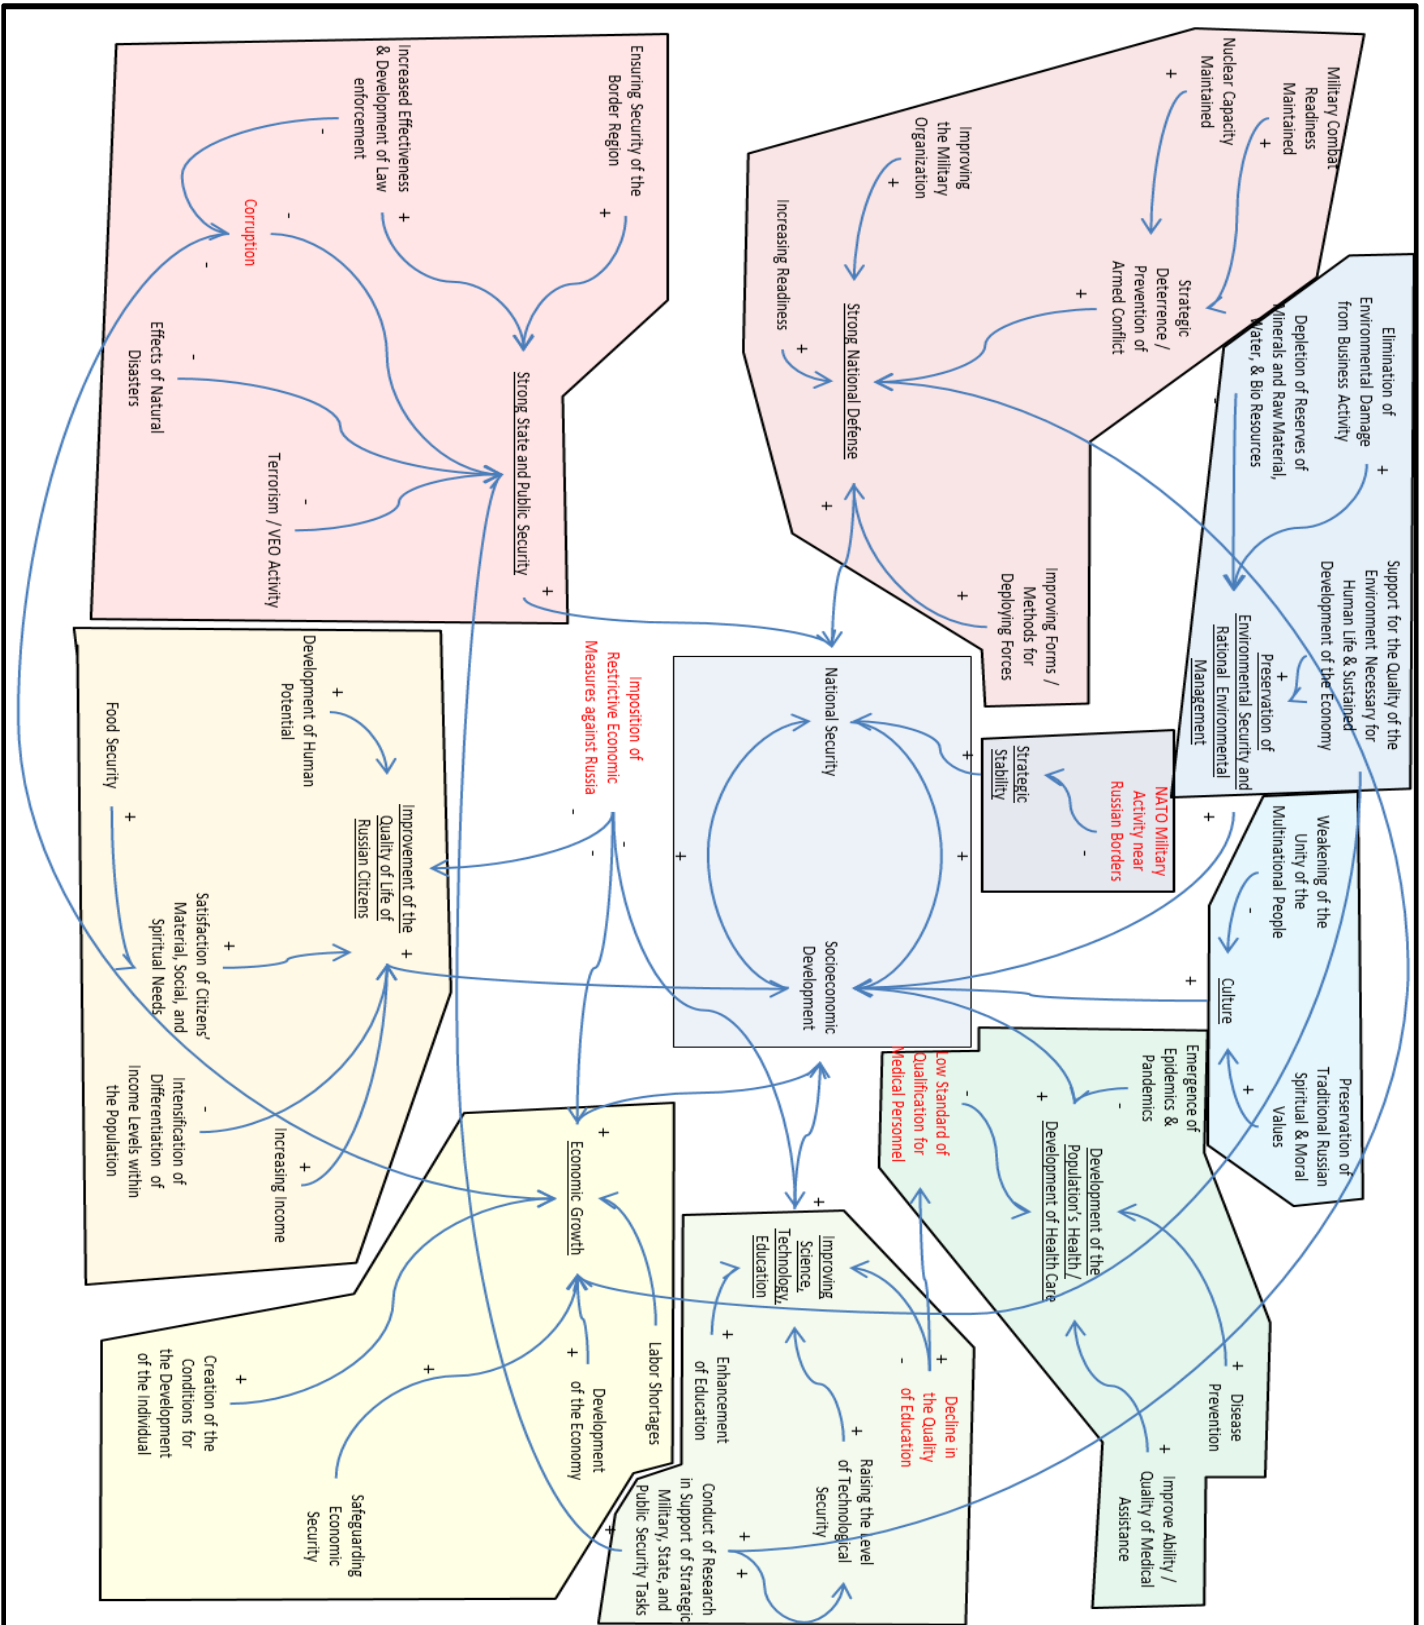 Elimination of
Environmental Damage
from Business Activity
+
Depletion of Reserves of
Minerals and Raw Material,
Water, & Bio Resources
-
Support for the Quality of the
Environment Necessary for
Human Life & Sustained
Development of the Economy
+
Preservation of
Environmental Security and
Rational Environmental
Management
+
Weakening of the
Unity of the
Multinational People
-
Culture
+
Preservation of
Traditional Russian
Spiritual & Moral
Values
+
Military Combat
Readiness
Maintained
+
Nuclear Capacity
Maintained
+
Strategic
Deterrence /
Prevention of
Armed Conflict
+
Improving
the Military
Organization
+
Increasing Readiness
+
Strong National Defense
+
Improving Forms /
Methods for
Deploying Forces
+
NATO Military
Activity near
Russian Borders
-
Strategic
Stability
+
Emergence of
Epidemics &
Pandemics
-
Low Standard of
Qualification for
Medical Personnel
-
+
Development of the
Population's Health /
Development of Health Care
Disease
Prevention
+
Improve Ability /
Quality of Medical
Assistance
+
National Security
+
+
Socioeconomic
Development
Decline in
the Quality
of Education
+
-
Improving
Science,
Technology,
Education
+
Raising the Level
of Technological
Security
+
Enhancement
of Education
+
Conduct of Research
in Support of Strategic
Military, State, and
Public Security Tasks
+
+
+
Ensuring Security of the
Border Region
+
Increased Effectiveness
& Development of Law
enforcement
+
-
Corruption
-
-
Strong State and Public Security
+
Effects of Natural
Disasters
-
Terrorism / VEO Activity
-
Imposition of
Restrictive Economic
Measures against Russia
-
-
-
Development of Human
Potential
+
Food Security
+
Improvement of the
Quality of Life of
Russian Citizens
+
Satisfaction of Citizens'
Material, Social, and
Spiritual Needs
+
Intensification of
Differentiation of
Income Levels within
the Population
-
Increasing Income
+
Economic Growth
+
Labor Shortages
Development
of the Economy
+
Creation of the
Conditions for
the Development
of the Individual
+
Safeguarding
Economic
Security
+